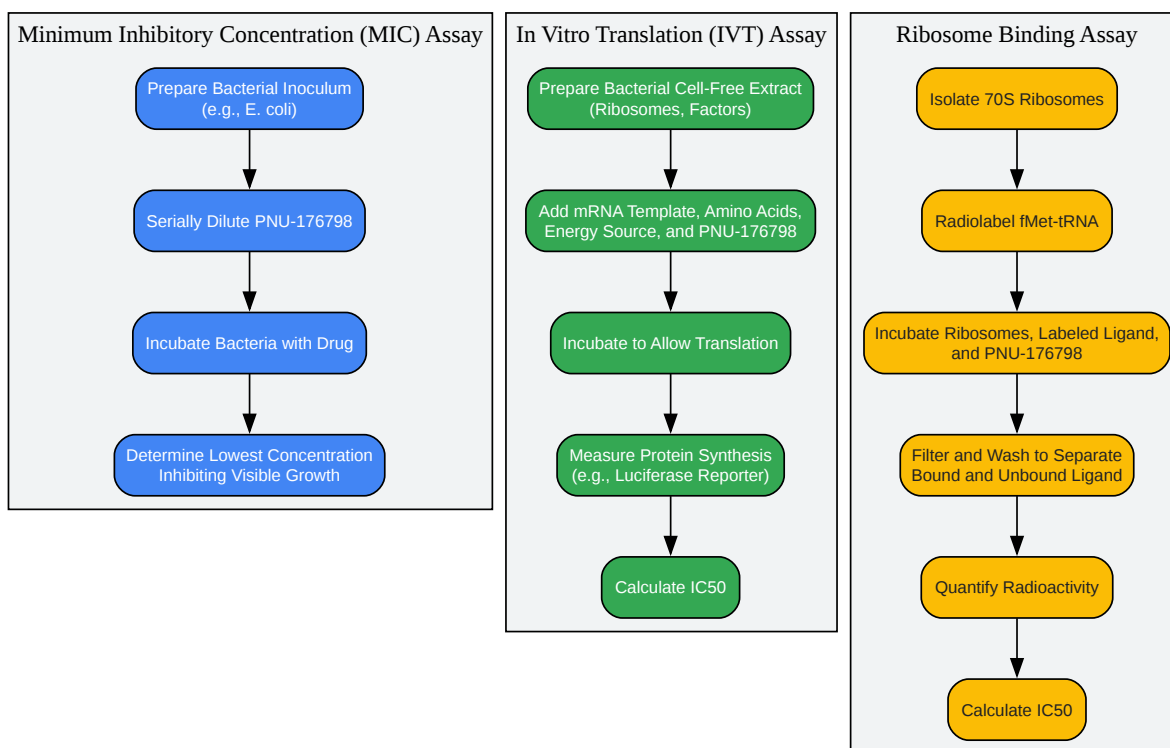 Minimum Inhibitory Concentration (MIC) Assay
Prepare Bacterial Inoculum
(e.g., E. coli)
Serially Dilute PNU-176798
Incubate Bacteria with Drug
Determine Lowest Concentration
Inhibiting Visible Growth
In Vitro Translation (IVT) Assay
Prepare Bacterial Cell-Free Extract
(Ribosomes, Factors)
Add mRNA Template, Amino Acids,
Energy Source, and PNU-176798
Incubate to Allow Translation
Measure Protein Synthesis
(e.g., Luciferase Reporter)
Calculate IC50
Ribosome Binding Assay
Isolate 70S Ribosomes
Radiolabel fMet-tRNA
Incubate Ribosomes, Labeled Ligand,
and PNU-176798
Filter and Wash to Separate
Bound and Unbound Ligand
Quantify Radioactivity
Calculate IC50